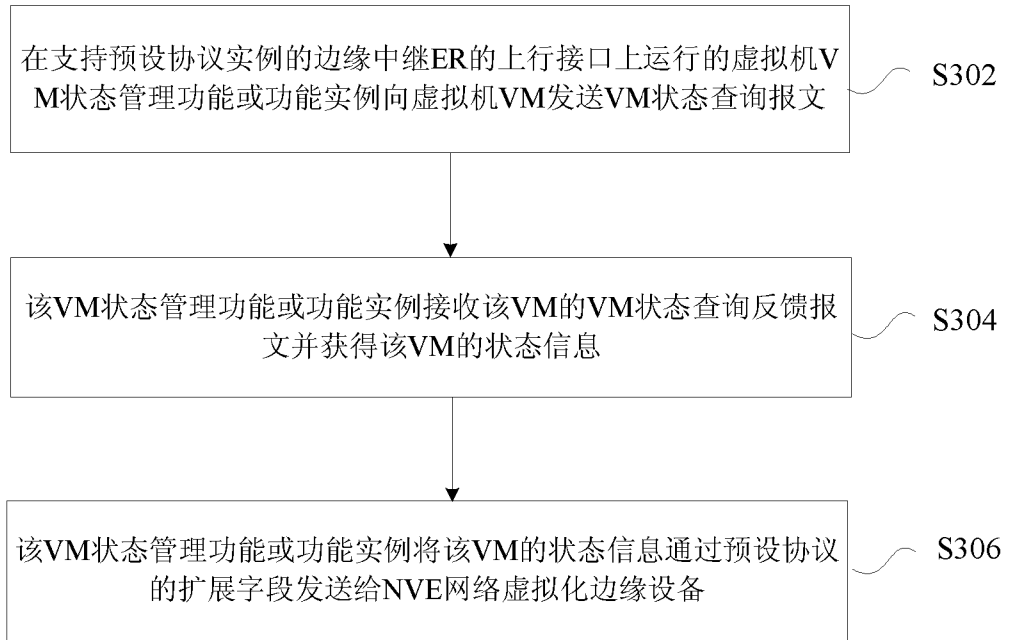 在支持预设协议实例的边缘中继ER的上行接口上运行的虚拟机V
M状态管理功能或功能实例向虚拟机VM发送VM状态查询报文
S302
该VM状态管理功能或功能实例接收该VM的VM状态查询反馈报
文并获得该VM的状态信息
S304
该VM状态管理功能或功能实例将该VM的状态信息通过预设协议
的扩展字段发送给NVE网络虚拟化边缘设备
S306